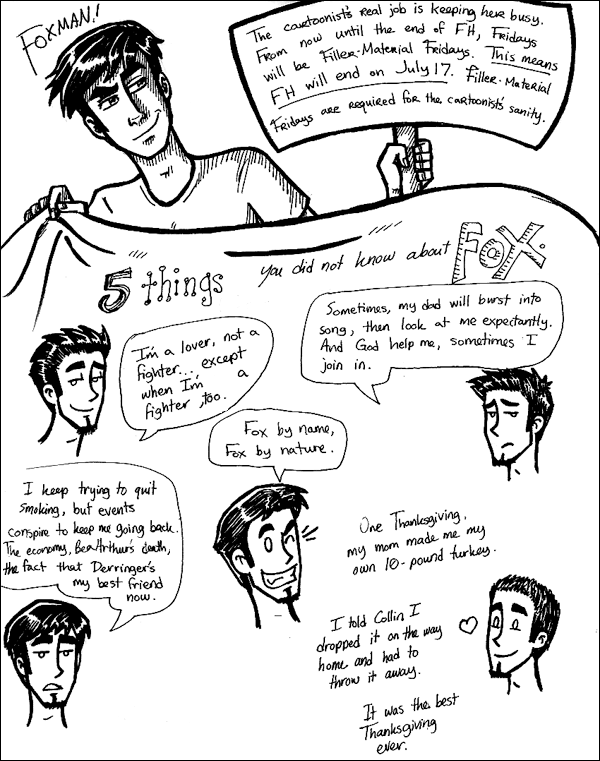 FOXMAN!
The cartoonist's real job is keeping her busy.
From now until the end of FH, Fridays
will be Filler-Material Fridays. This means
FH will end on July 17. Filler-Material
Fridays are required for the cartoonist's sanity.
5 things you did not know about FOX.
I'm a lover, not a
fighter... except
when I'm a
fighter, too.
Sometimes, my dad will burst into
song, then look at me expectantly.
And God help me, sometimes I
join in.
Fox by name,
Fox by nature.
I keep trying to quit
smoking, but events
conspire to keep me going back.
The economy, Bea Arthur's death,
the fact that Derringer's
my best friend
now.
One Thanksgiving,
my mom made me my
own 10-pound turkey.
I told Collin I
dropped it on the way
home and had to
throw it away.
It was the best
Thanksgiving
ever.